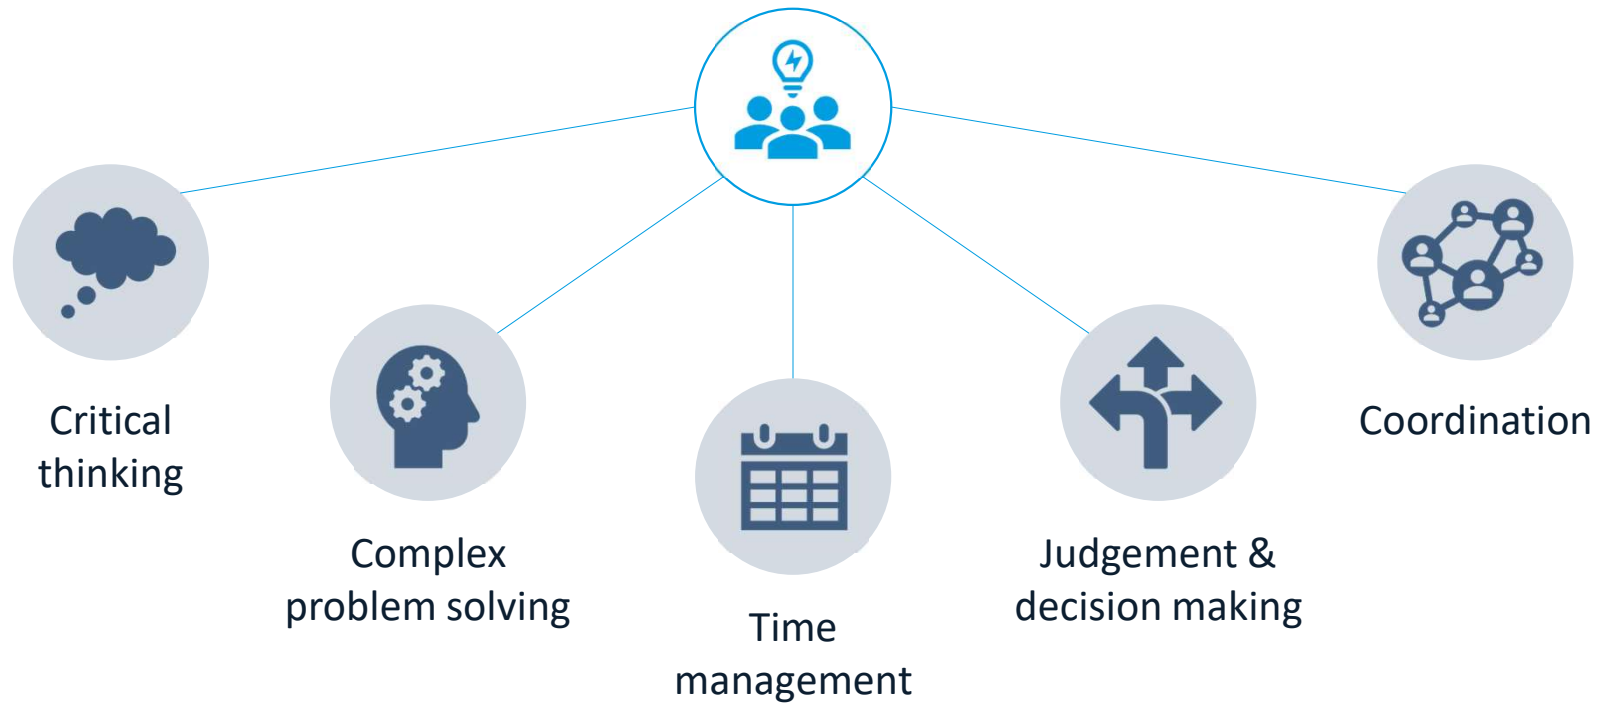 Critical
thinking
Complex
problem solving
Time
management
Judgement &
decision making
Coordination